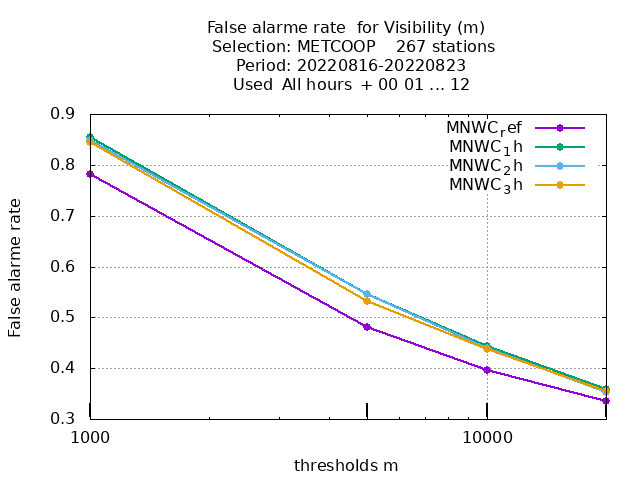 False alarme rate  for Visibility (m)
Selection: METCOOP    267 stations
Period: 20220816-20220823
Used  All hours  + 00 01 ... 12
0.9
0.8
0.7
0.6
0.5
0.4
0.3
False alarme rate
MNWC_ref
MNWC_1h
MNWC_2h
MNWC_3h
1000 10000
thresholds m